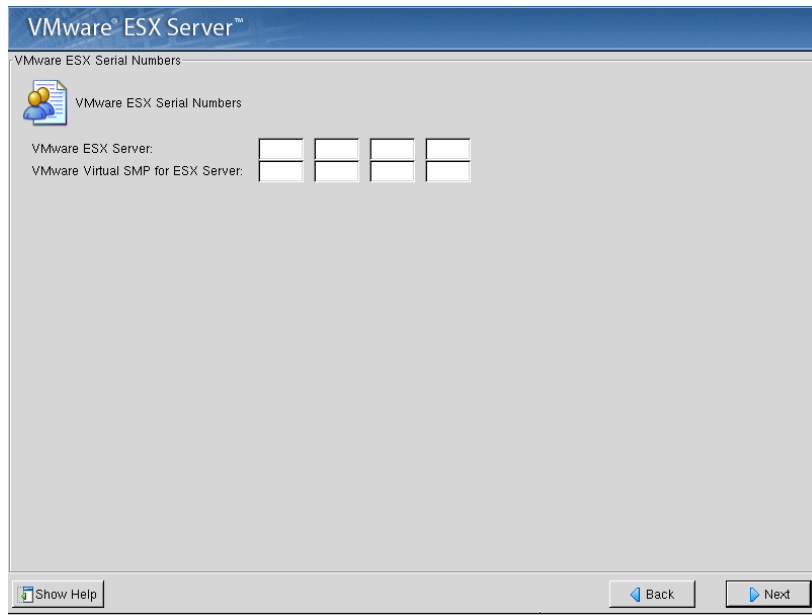 VMware® ESX Server™
VMware ESX Serial Numbers
VMware ESX Serial Numbers
VMware ESX Server:
VMware Virtual SMP for ESX Server:
Show Help
Back
Next